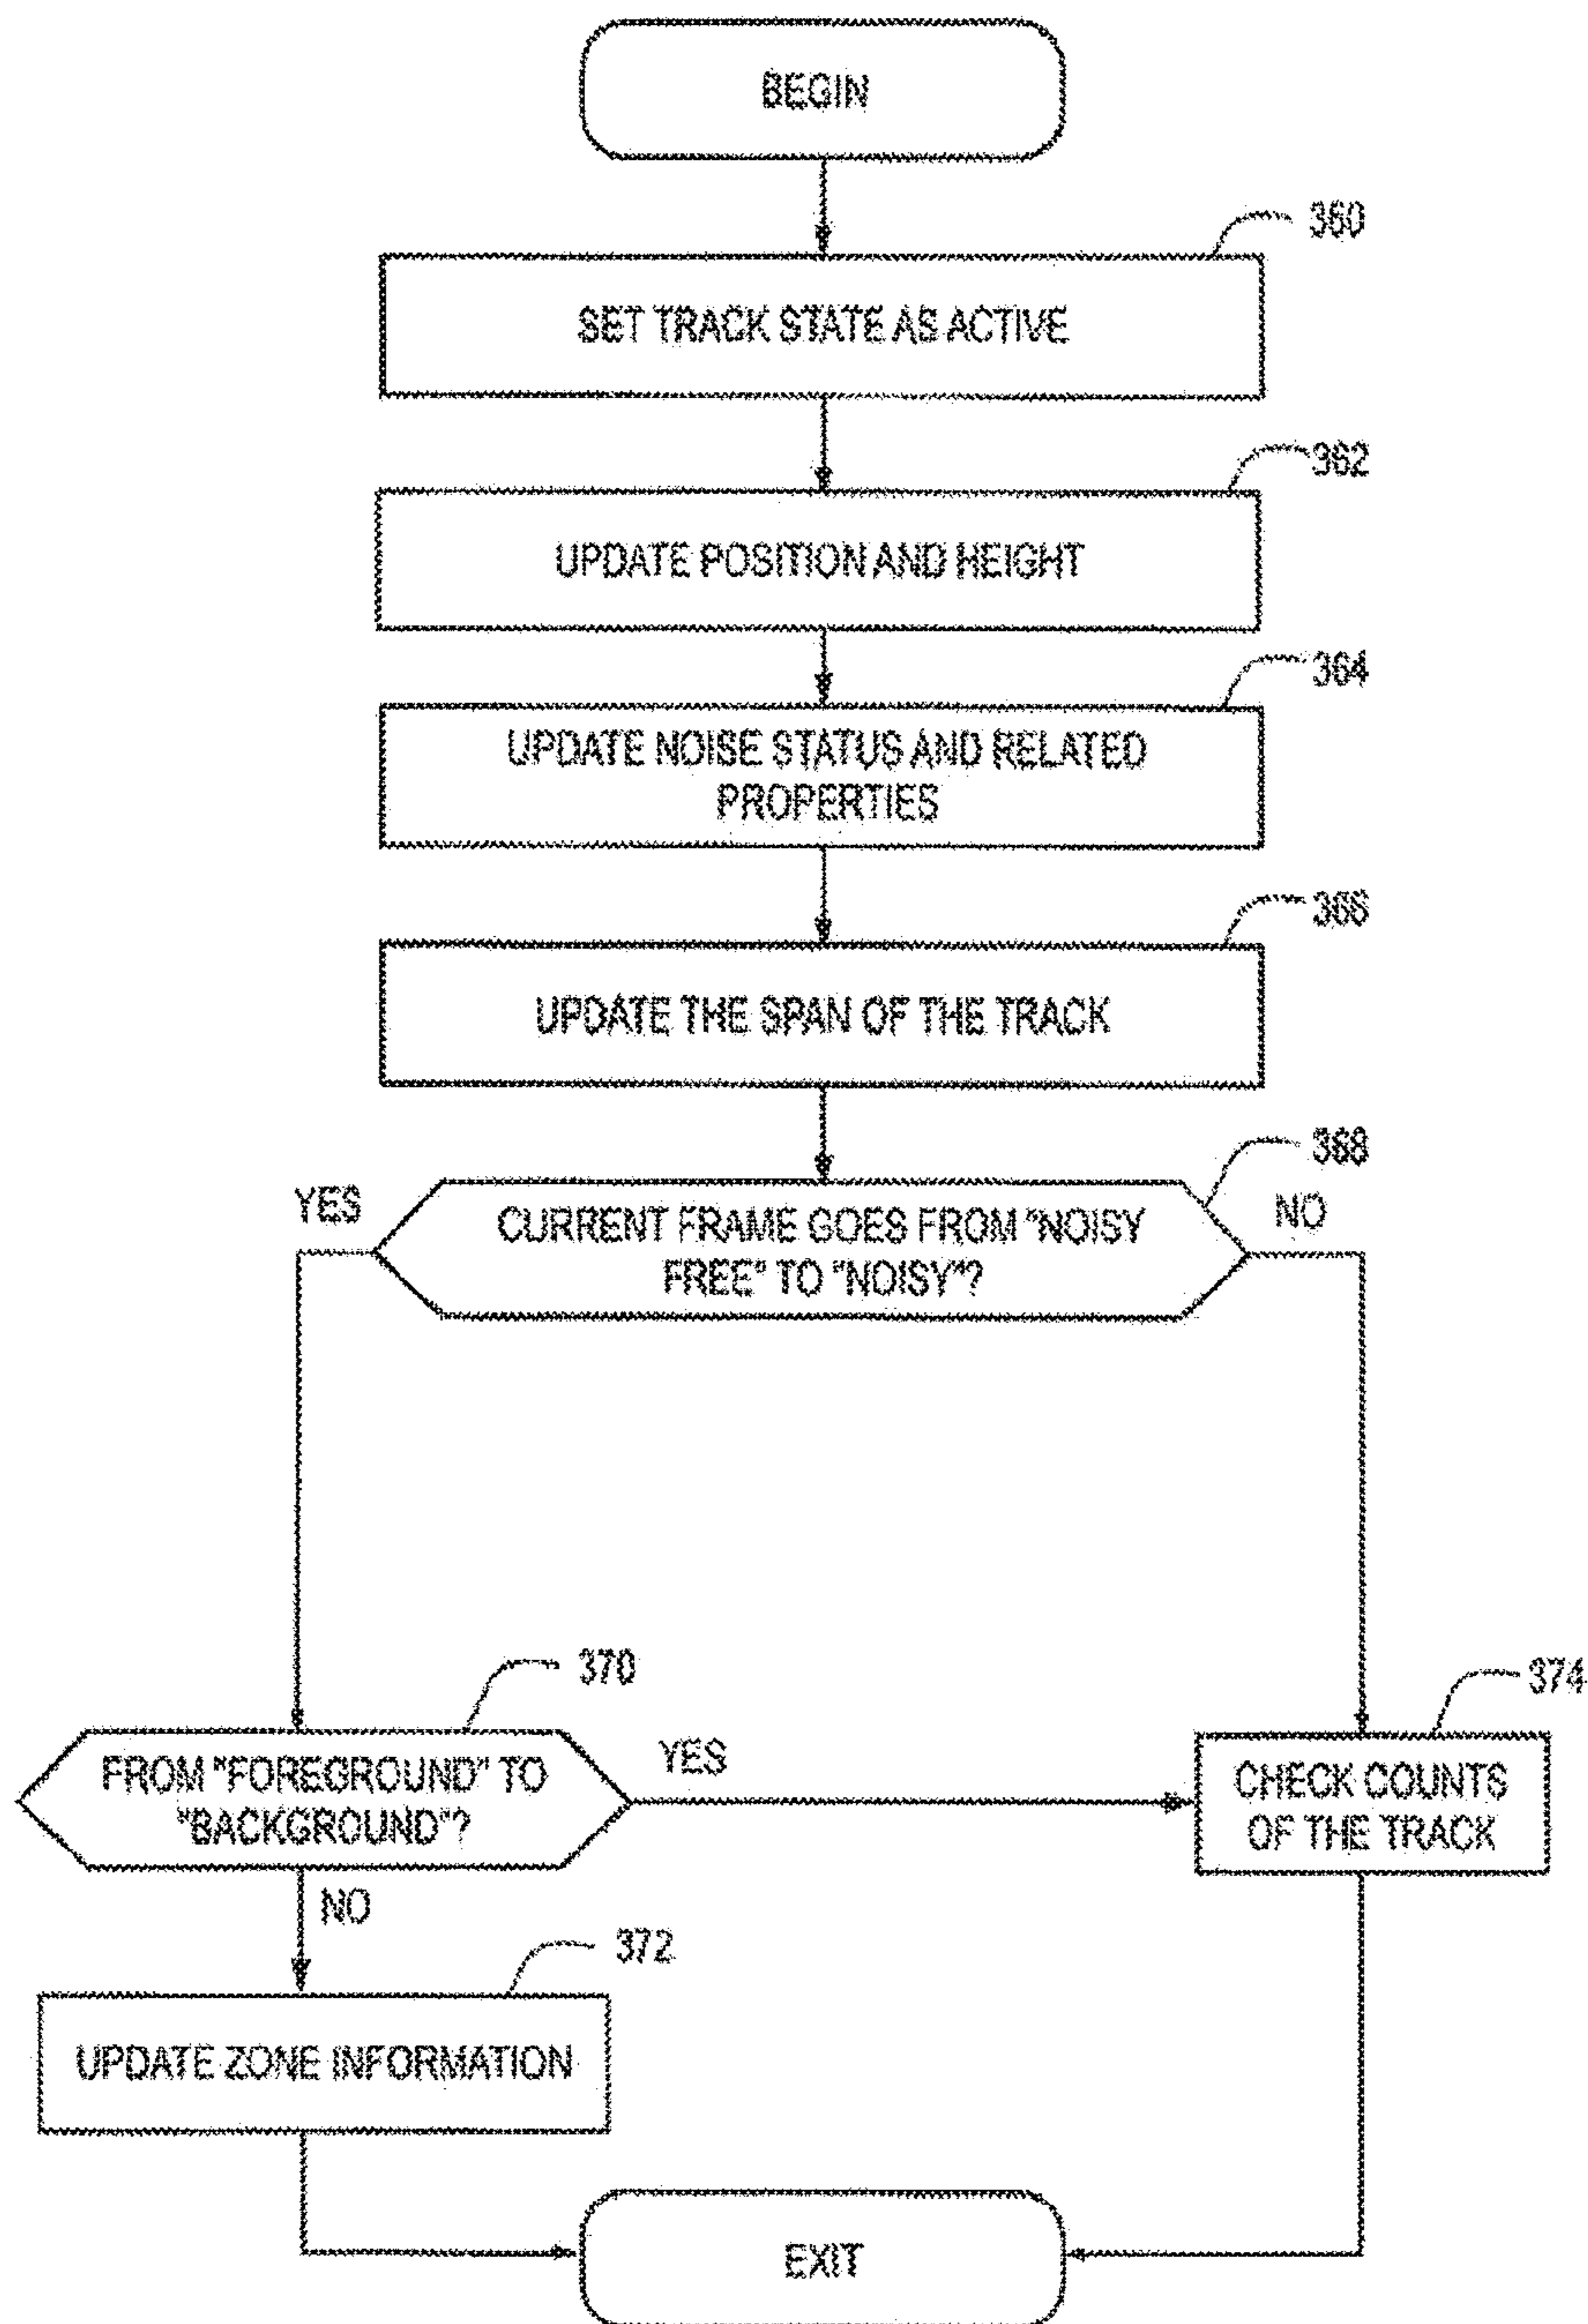 BEGIN
360
SET TRACK STATE AS ACTIVE
362
UPDATE POSITION AND HEIGHT
364
UPDATE NOISE STATUS AND RELATED
PROPERTIES
366
UPDATE THE SPAN OF THE TRACK
368
YES
CURRENT FRAME GOES FROM "NOISY
FREE" TO "NOISY"?
NO
370
374
FROM "FOREGROUND" TO
"BACKGROUND"?
YES
CHECK COUNTS
OF THE TRACK
NO
372
UPDATE ZONE INFORMATION
EXIT